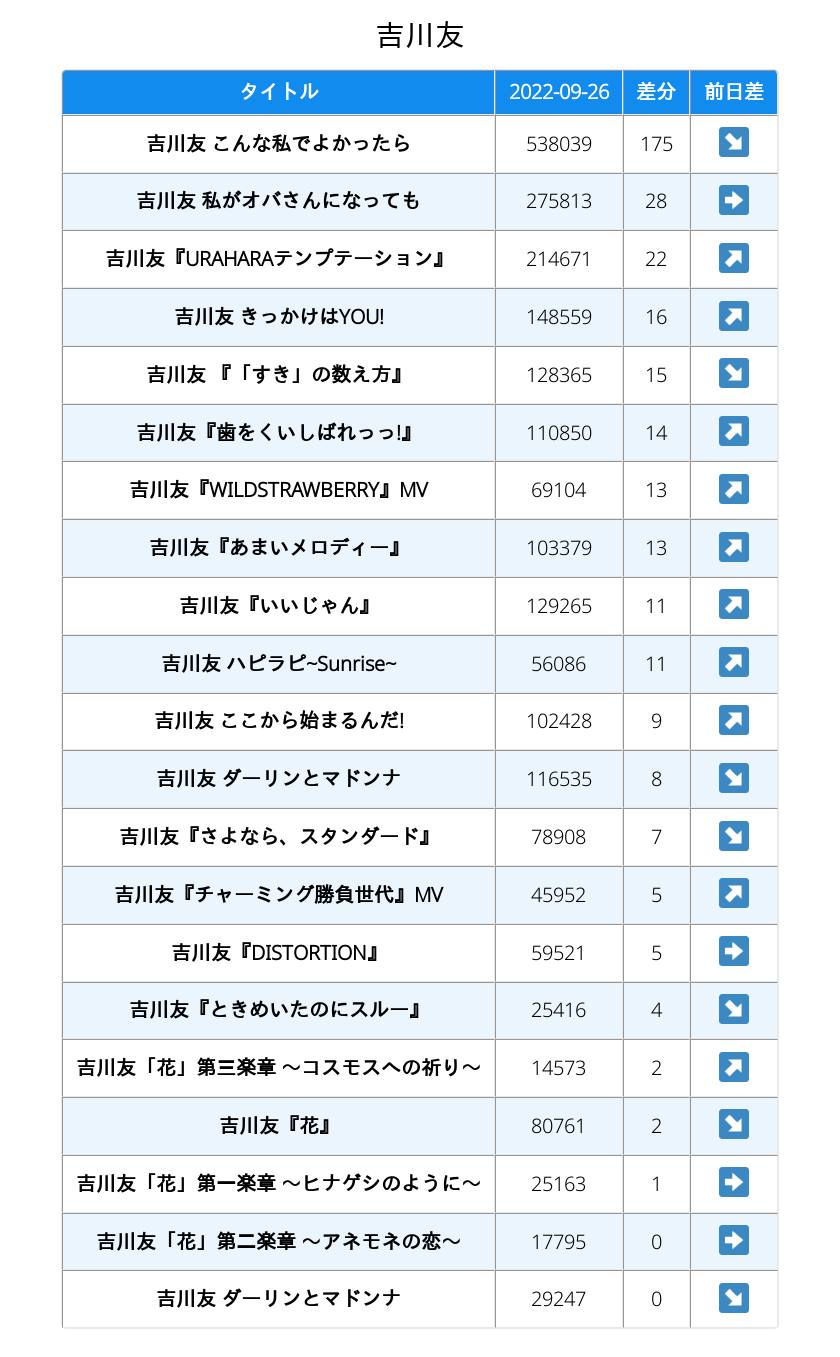 吉川友
タイトル 2022-09-26 差分 前日差
吉川友 こんな私でよかったら 538039 175 ↘
吉川友 私がオバさんになっても 275813 28 ➡
吉川友『URAHARAテンプテーション』 214671 22 ↗
吉川友 きっかけはYOU! 148559 16 ↗
吉川友 『「すき」の数え方』 128365 15 ↘
吉川友『歯をくいしばれっっ!』 110850 14 ↗
吉川友『WILDSTRAWBERRY』MV 69104 13 ↗
吉川友『あまいメロディー』 103379 13 ↗
吉川友『いいじゃん』 129265 11 ↗
吉川友 ハピラピ~Sunrise~ 56086 11 ↗
吉川友 ここから始まるんだ! 102428 9 ↗
吉川友 ダーリンとマドンナ 116535 8 ↘
吉川友『さよなら、スタンダード』 78908 7 ↘
吉川友『チャーミング勝負世代』MV 45952 5 ↗
吉川友『DISTORTION』 59521 5 ➡
吉川友『ときめいたのにスルー』 25416 4 ↘
吉川友「花」第三楽章 〜コスモスへの祈り〜 14573 2 ↗
吉川友『花』 80761 2 ↘
吉川友「花」第一楽章 〜ヒナゲシのように〜 25163 1 ➡
吉川友「花」第二楽章 〜アネモネの恋〜 17795 0 ➡
吉川友 ダーリンとマドンナ 29247 0 ↘